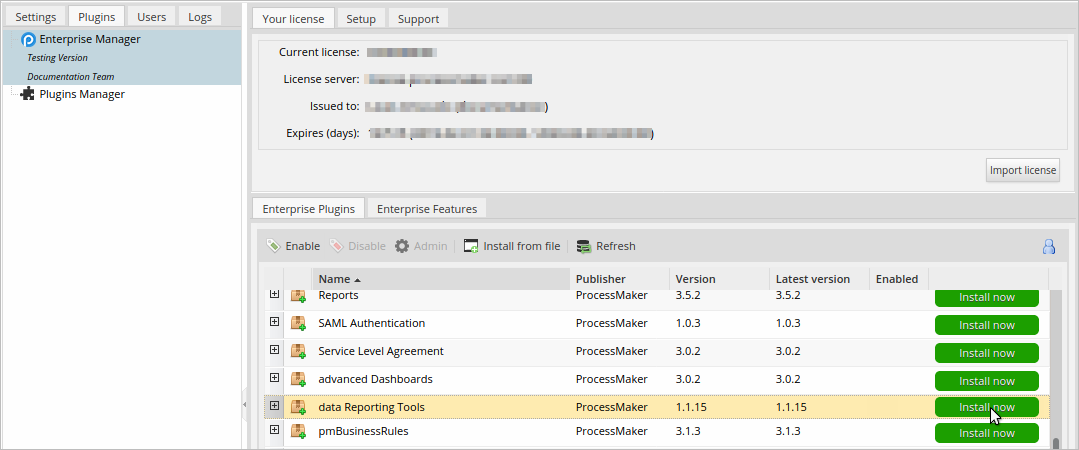 Settings Plugins Users Logs
Enterprise Manager
Testing Version
Documentation Team
Plugins Manager
Your license Setup Support
Current license:
License server:
Issued to:
Expires (days):
Import license
Enterprise Plugins Enterprise Features
Enable Disable Admin Install from file Refresh
Name Publisher Version Latest version Enabled
Reports ProcessMaker 3.5.2 3.5.2 Install now
SAML Authentication ProcessMaker 1.0.3 1.0.3 Install now
Service Level Agreement ProcessMaker 3.0.2 3.0.2 Install now
advanced Dashboards ProcessMaker 3.0.2 3.0.2 Install now
data Reporting Tools ProcessMaker 1.1.15 1.1.15 Install now
pmBusinessRules ProcessMaker 3.1.3 3.1.3 Install now